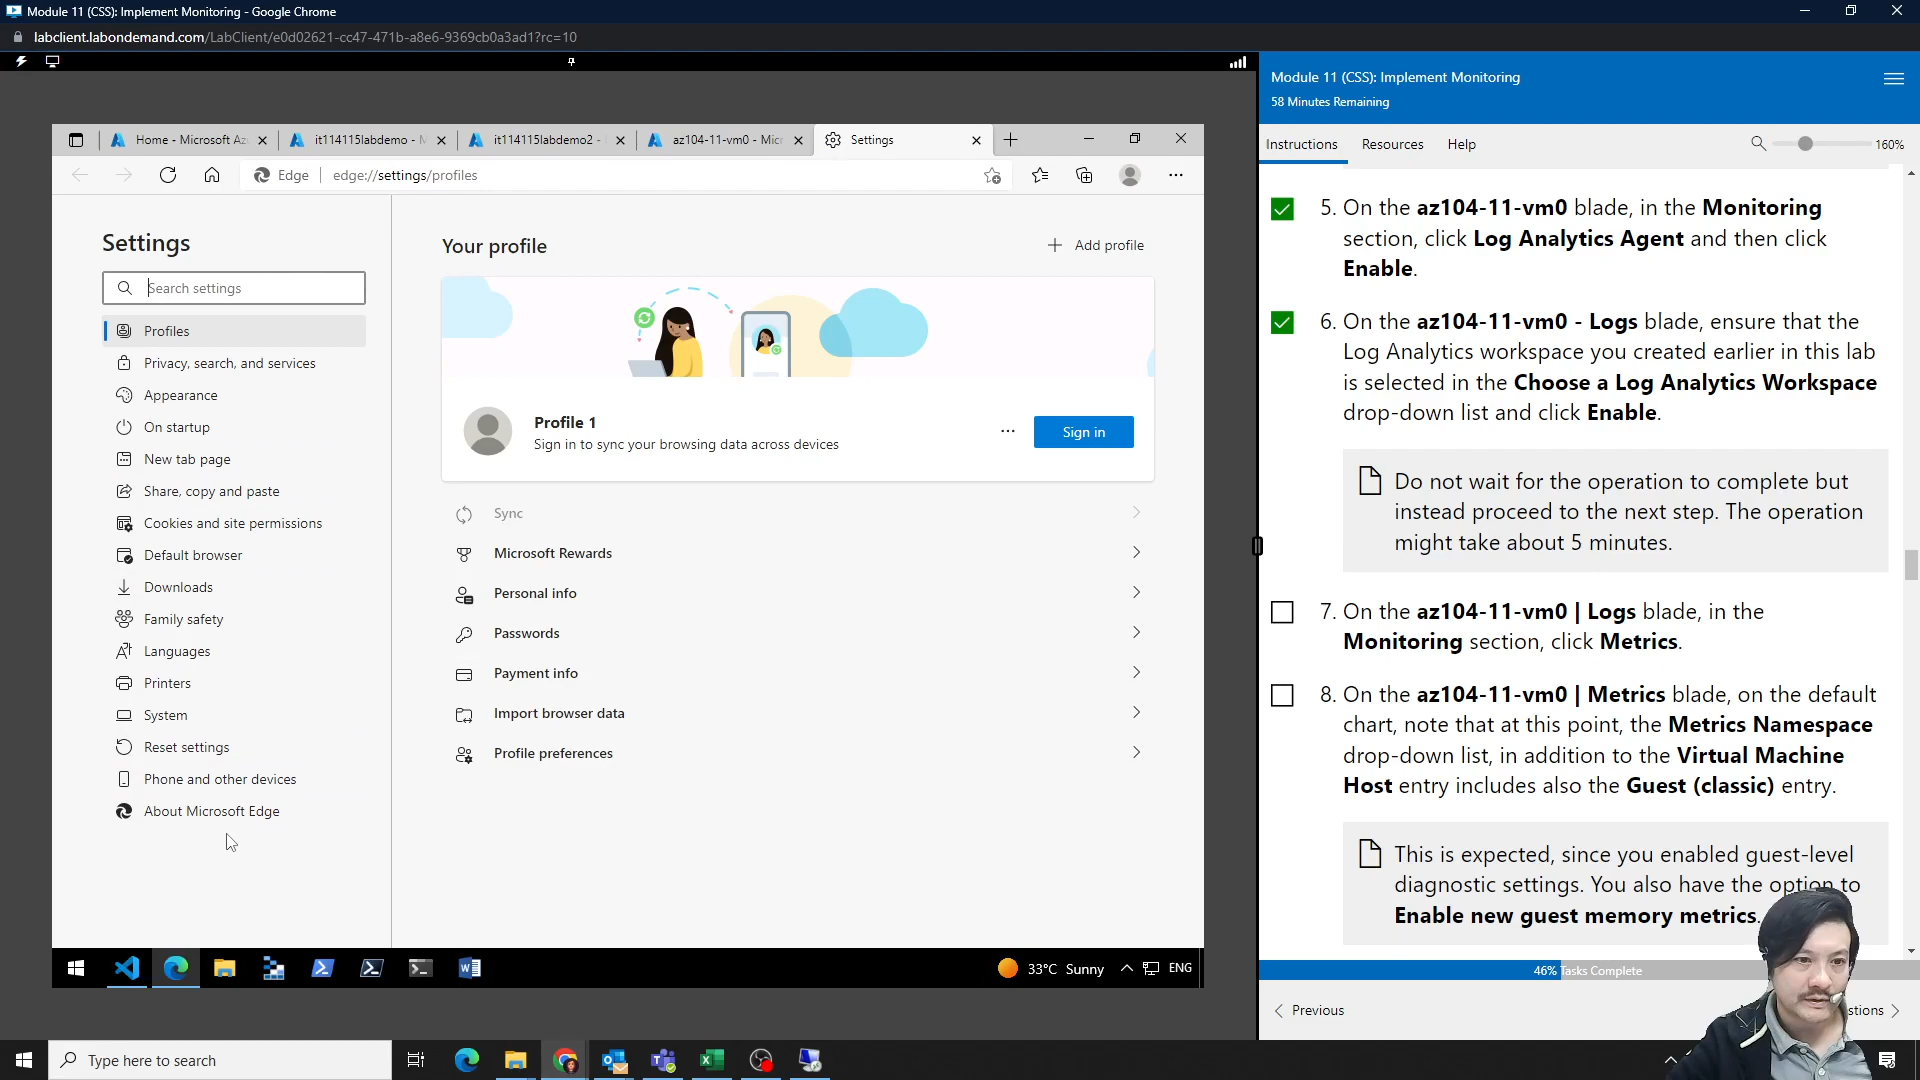 Module 11 (CSS): Implement Monitoring - Google Chrome
labclient.labondemand.com/LabClient/e0d02621-cc47-471b-a8e6-9369cb0a3ad1?rc=10
Home - Microsoft Az
it114115labdemo - M
it114115labdemo2 -
az104-11-vm0 - Micr
Settings
Edge
edge://settings/profiles
Settings
Search settings
Profiles
Privacy, search, and services
Appearance
On startup
New tab page
Share, copy and paste
Cookies and site permissions
Default browser
Downloads
Family safety
Languages
Printers
System
Reset settings
Phone and other devices
About Microsoft Edge
Your profile
Add profile
Profile 1
Sign in to sync your browsing data across devices
Sign in
Sync
Microsoft Rewards
Personal info
Passwords
Payment info
Import browser data
Profile preferences
33°C Sunny
ENG
Module 11 (CSS): Implement Monitoring
58 Minutes Remaining
Instructions
Resources
Help
160%
5. On the az104-11-vm0 blade, in the Monitoring
section, click Log Analytics Agent and then click
Enable.
6. On the az104-11-vm0 - Logs blade, ensure that the
Log Analytics workspace you created earlier in this lab
is selected in the Choose a Log Analytics Workspace
drop-down list and click Enable.
Do not wait for the operation to complete but
instead proceed to the next step. The operation
might take about 5 minutes.
7. On the az104-11-vm0 | Logs blade, in the
Monitoring section, click Metrics.
8. On the az104-11-vm0 | Metrics blade, on the default
chart, note that at this point, the Metrics Namespace
drop-down list, in addition to the Virtual Machine
Host entry includes also the Guest (classic) entry.
This is expected, since you enabled guest-level
diagnostic settings. You also have the option to
Enable new guest memory metrics.
46% Tasks Complete
Previous
stions
Type here to search